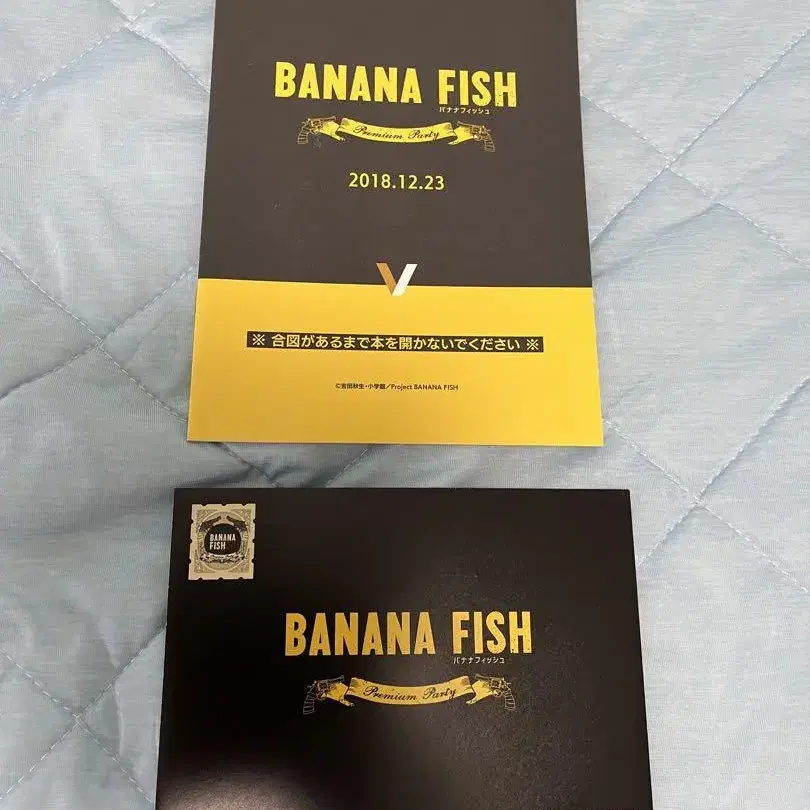 BANANA FISH
バナナフィッシュ
Premium Party
2018.12.23
※ 合図があるまで本を開かないでください ※
©吉田秋生・小学館／Project BANANA FISH
BANANA
FISH
BANANA FISH
バナナフィッシュ
Premium Party